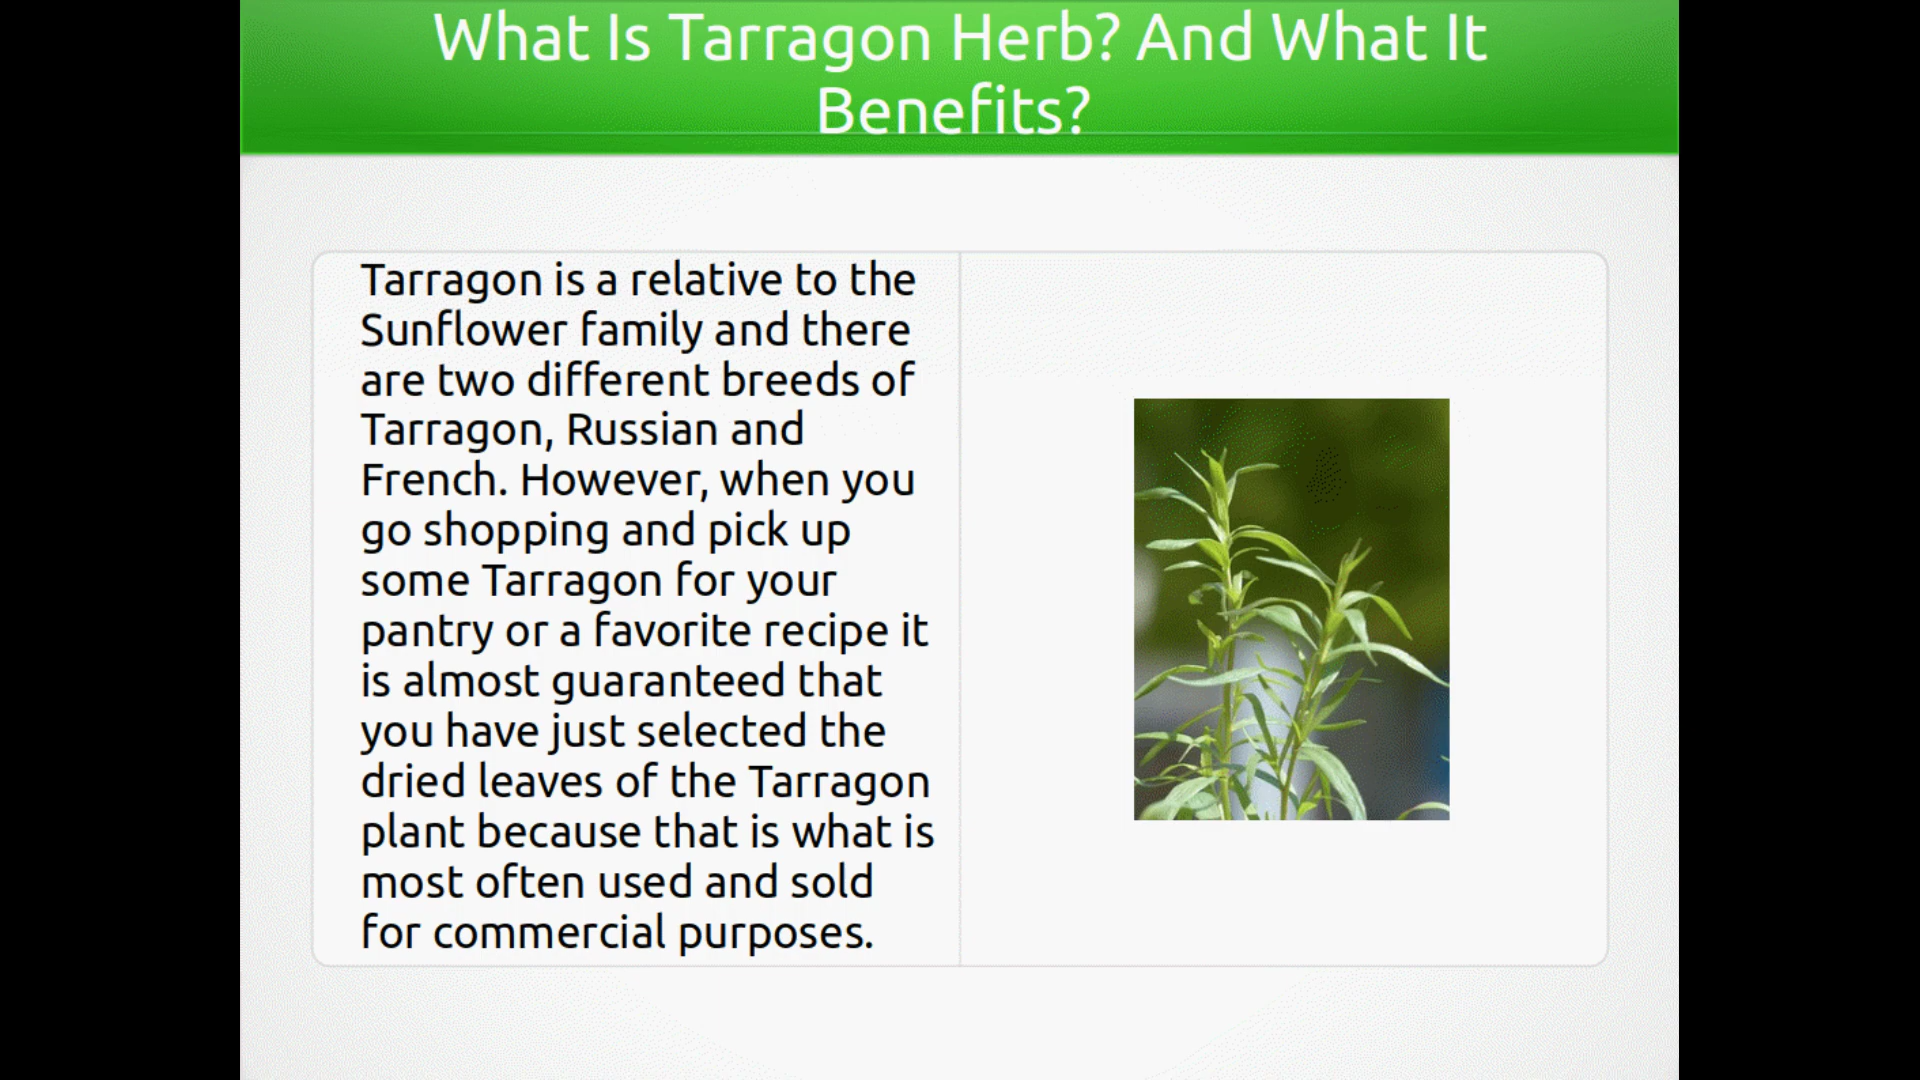 What Is Tarragon Herb? And What It
Benefits?
Tarragon is a relative to the
Sunflower family and there
are two different breeds of
Tarragon, Russian and
French. However, when you
go shopping and pick up
some Tarragon for your
pantry or a favorite recipe it
is almost guaranteed that
you have just selected the
dried leaves of the Tarragon
plant because that is what is
most often used and sold
for commercial purposes.